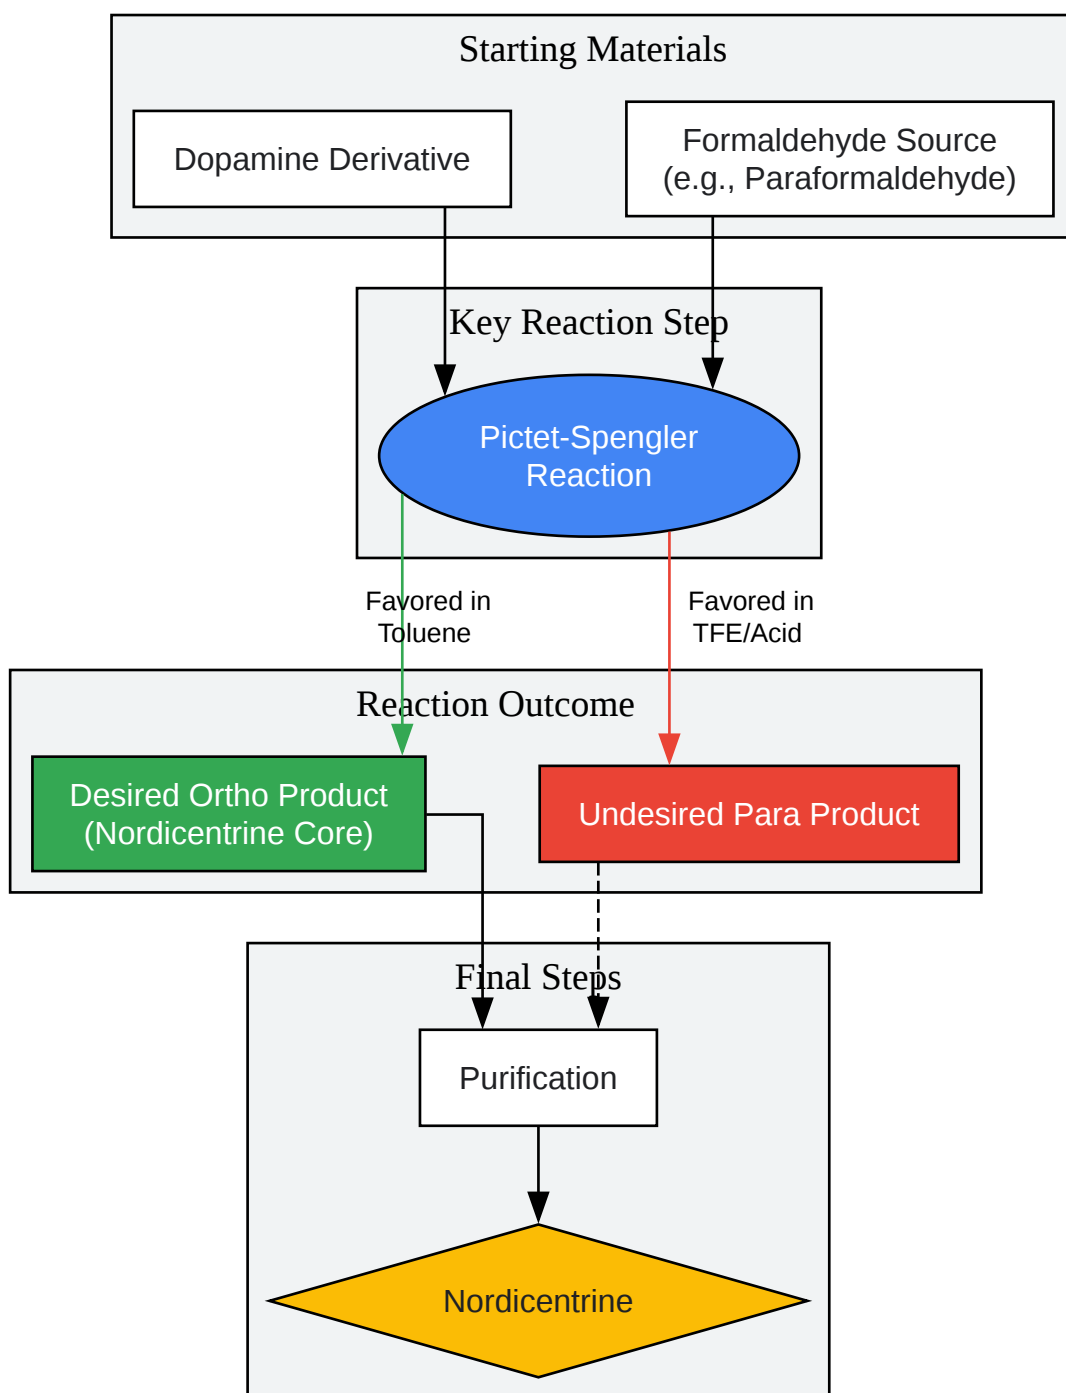 Starting Materials
Dopamine Derivative
Formaldehyde Source
(e.g., Paraformaldehyde)
Key Reaction Step
Pictet-Spengler
Reaction
Favored in
Toluene
Favored in
TFE/Acid
Reaction Outcome
Desired Ortho Product
(Nordicentrine Core)
Undesired Para Product
Final Steps
Purification
Nordicentrine